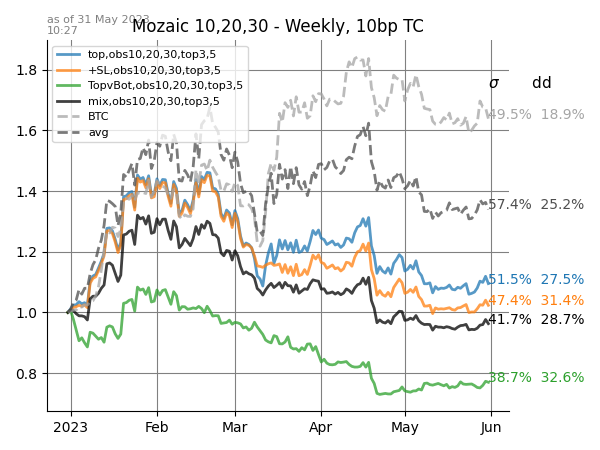 as of 31 May 2023
10:27
Mozaic 10,20,30 - Weekly, 10bp TC
top,obs10,20,30,top3,5
+SL,obs10,20,30,top3,5
TopvBot,obs10,20,30,top3,5
mix,obs10,20,30,top3,5
BTC
avg
σ dd
49.5% 18.9%
57.4% 25.2%
51.5% 27.5%
47.4% 31.4%
41.7% 28.7%
38.7% 32.6%
1.8
1.6
1.4
1.2
1.0
0.8
2023 Feb Mar Apr May Jun